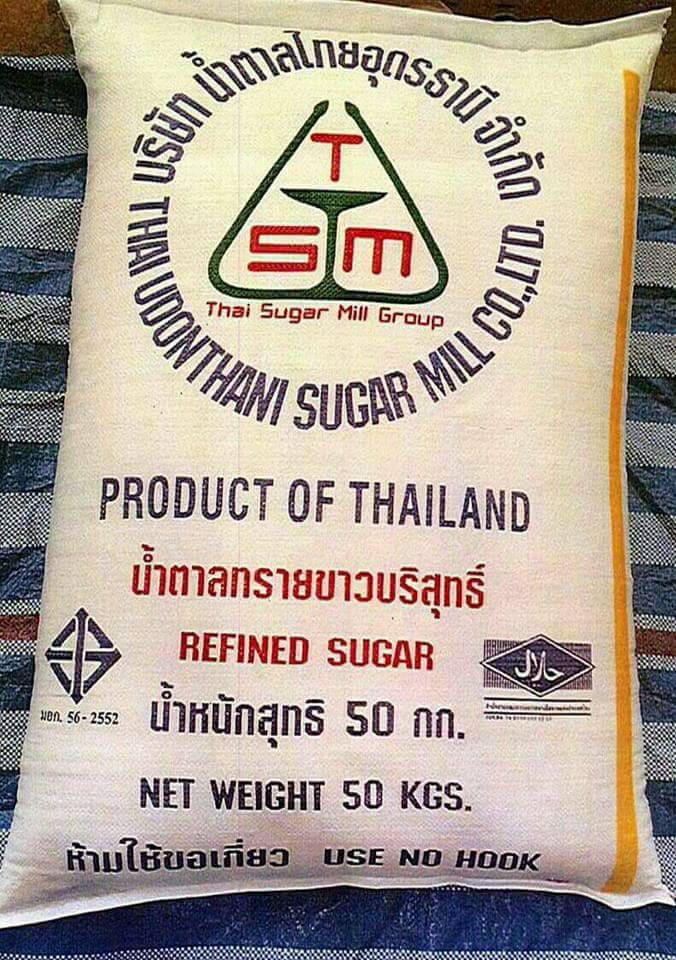 บริษัท น้ำตาลไทยอุดรธานี จำกัด
THAI UDONTHANI SUGAR MILL CO.,LTD.
T
S M
Thai Sugar Mill Group
PRODUCT OF THAILAND
น้ำตาลทรายขาวบริสุทธิ์
REFINED SUGAR
حلال
มอก. 56-2552
น้ำหนักสุทธิ 50 กก.
NET WEIGHT 50 KGS.
ห้ามใช้ขอเกี่ยว USE NO HOOK